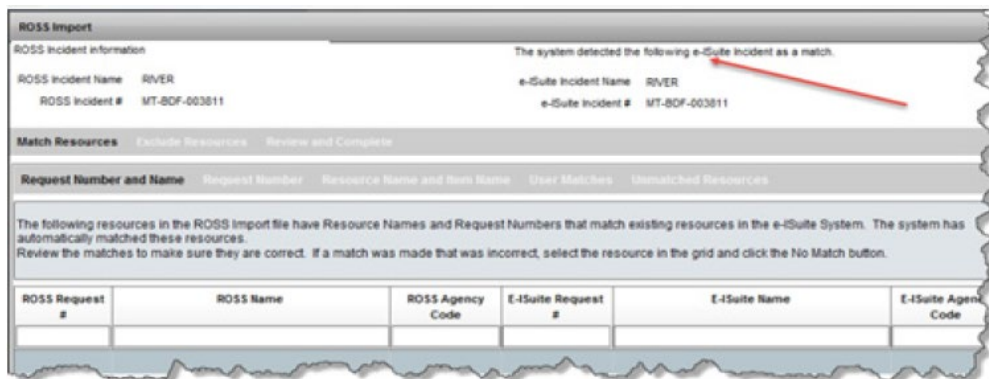 ROSS Import
ROSS Incident information
The system detected the following e-ISuite Incident as a match.
ROSS Incident Name RIVER
e-ISuite Incident Name RIVER
ROSS Incident # MT-BDF-003811
e-ISuite Incident # MT-BDF-003811
Match Resources Exclude Resources Review and Complete
Request Number and Name Request Number Resource Name and Item Name User Matches Unmatched Resources
The following resources in the ROSS Import file have Resource Names and Request Numbers that match existing resources in the e-ISuite System. The system has
automatically matched these resources.
Review the matches to make sure they are correct. If a match was made that was incorrect, select the resource in the grid and click the No Match button.
ROSS Request # ROSS Name ROSS Agency Code E-ISuite Request # E-ISuite Name E-ISuite Agen Code